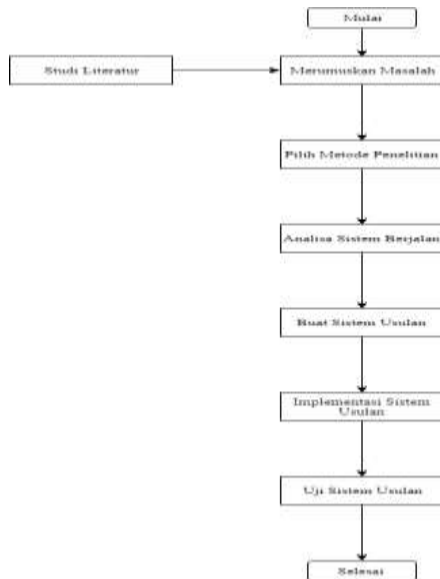 Mulai
Studi Literatur
Merumuskan Masalah
Pilih Metode Penelitian
Analisa Sistem Berjalan
Buat Sistem Usulan
Implementasi Sistem
Usulan
Uji Sistem Usulan
Selesai